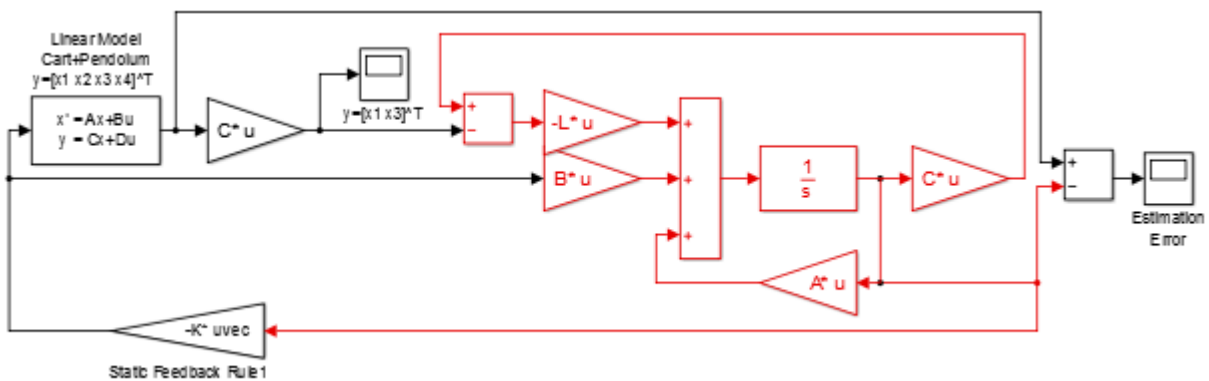 Linear Model
Cart+Pendolum
y=[x1 x2 x3 x4]^T
x' =Ax+Bu
y = Cx+Du
C* u
y=[x1 x3]^T
+
−
-L* u
B* u
+
+
+
1
s
C* u
A* u
+
−
Estimation
Error
-K* uvec
Static Feedback Rule1